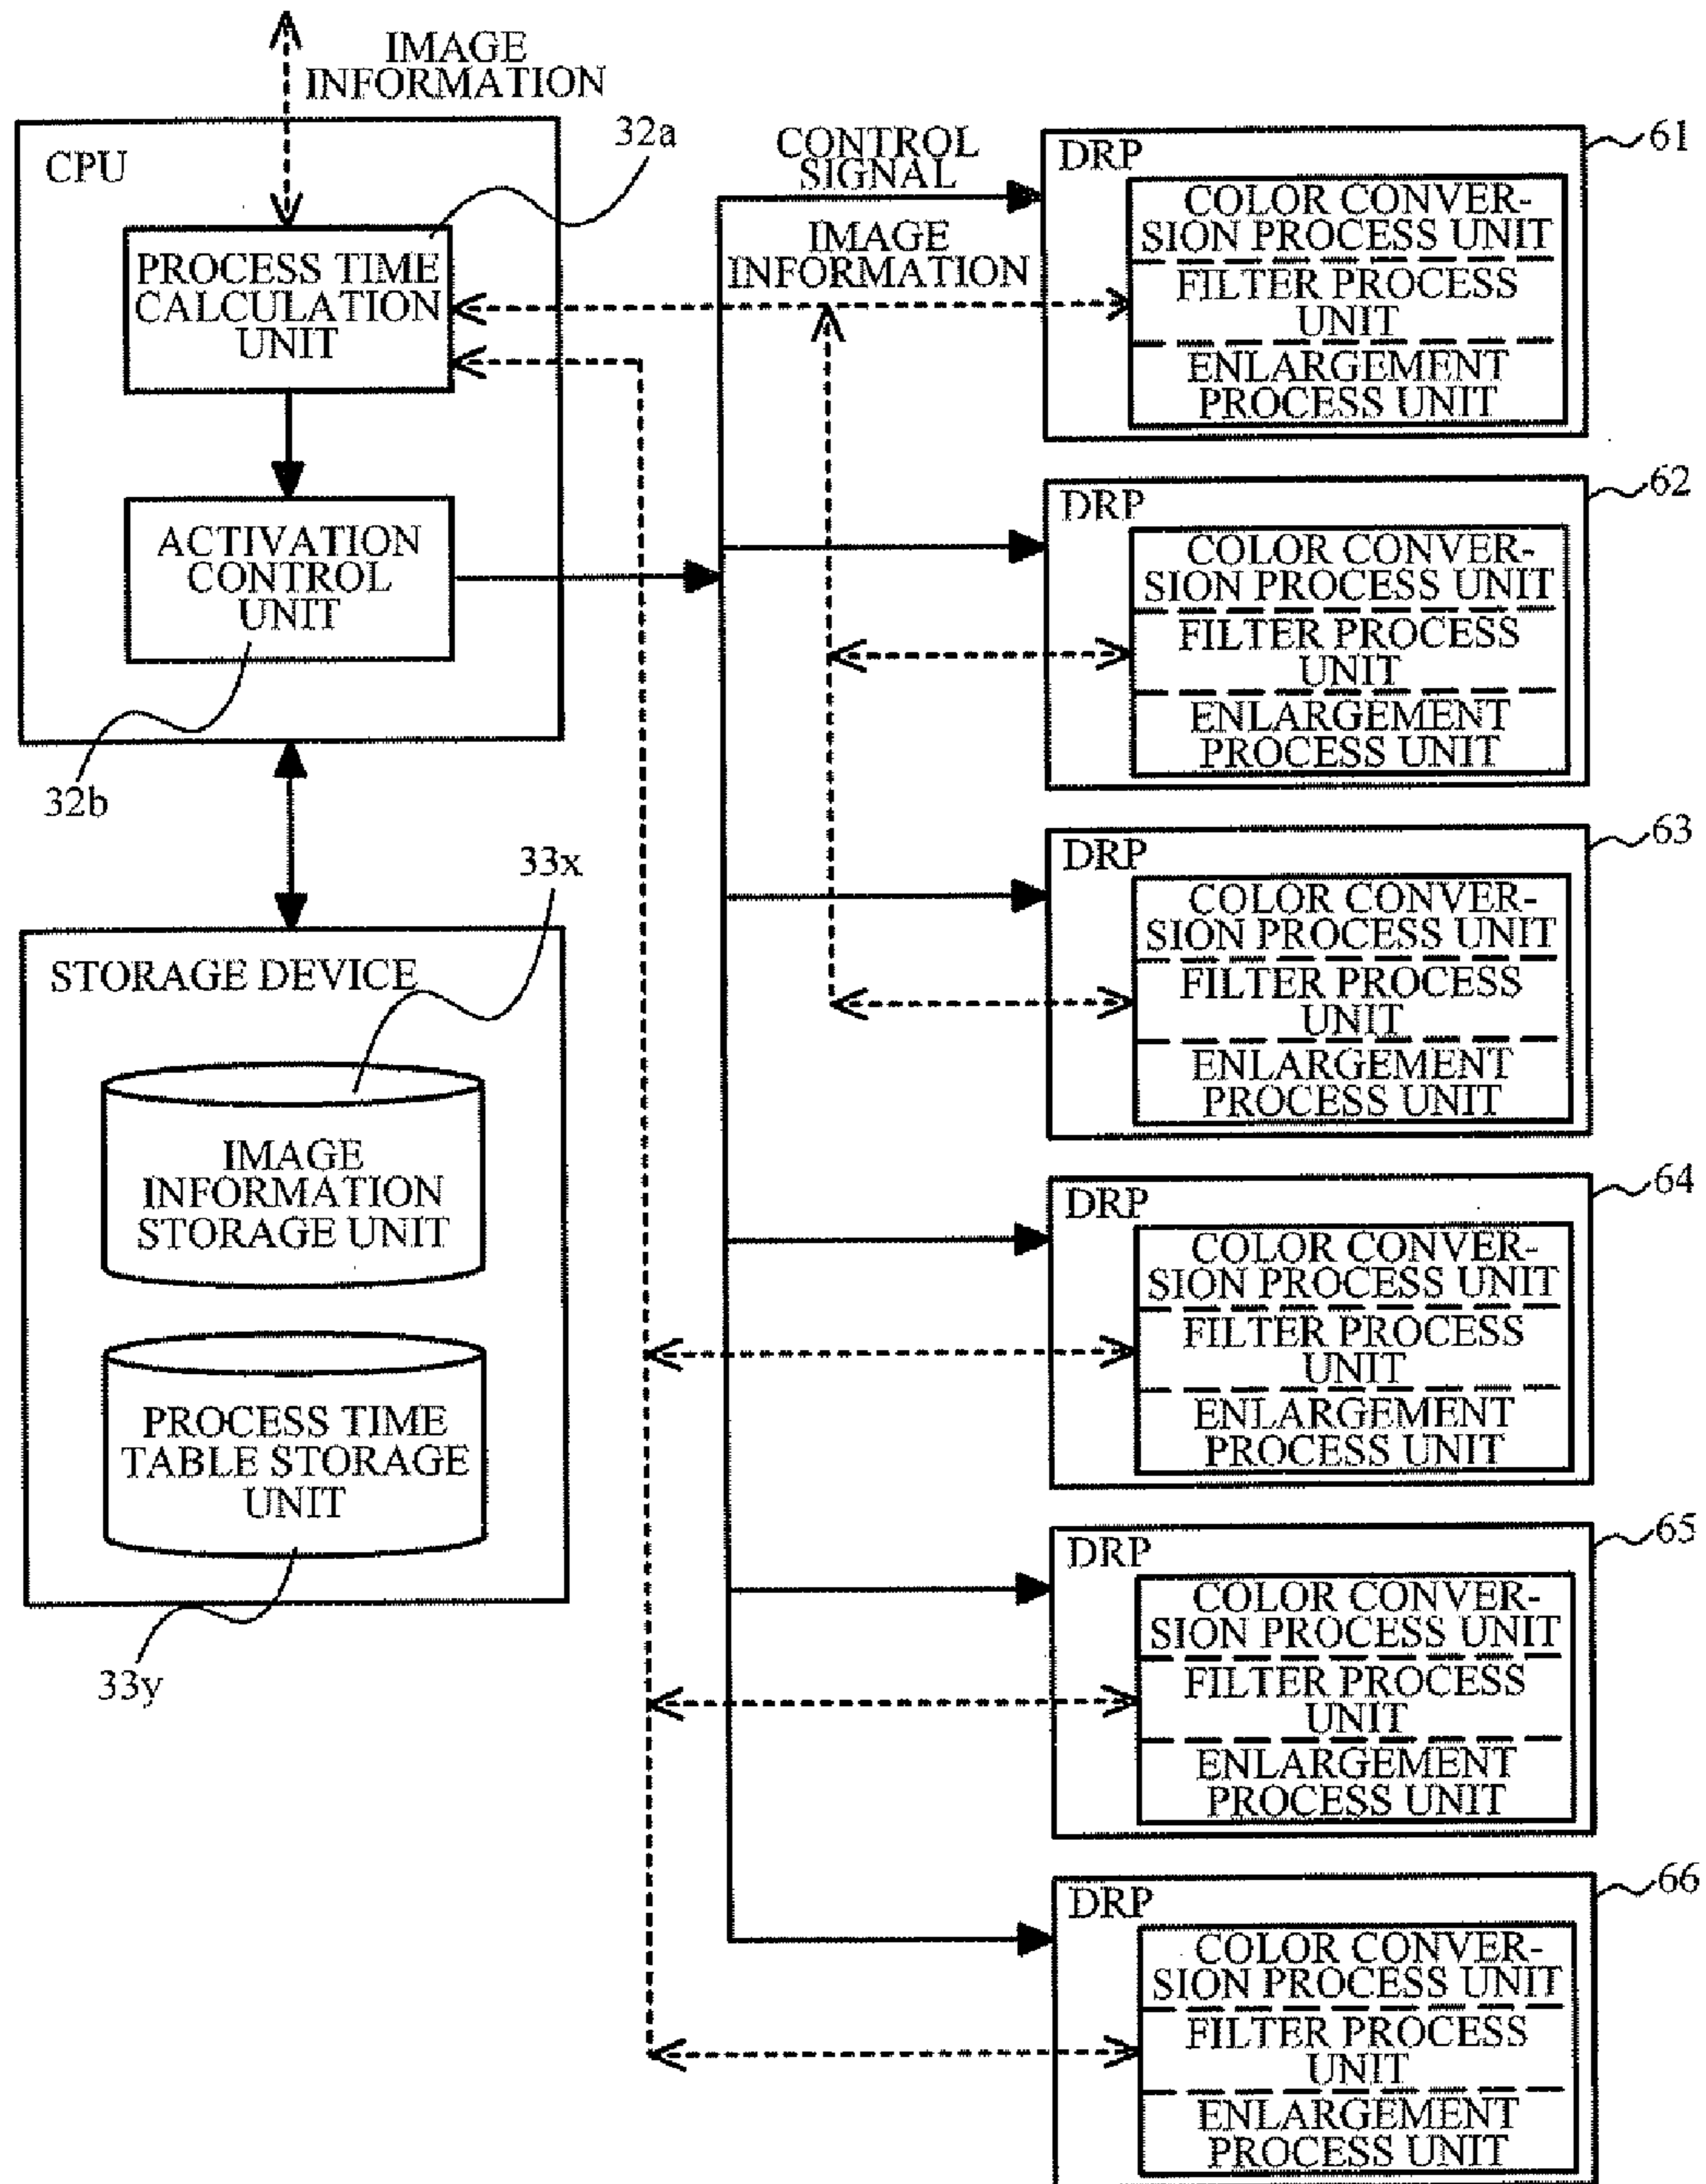 IMAGE
INFORMATION
CPU
32a
PROCESS TIME
CALCULATION
UNIT
ACTIVATION
CONTROL
UNIT
32b
33x
STORAGE DEVICE
IMAGE
INFORMATION
STORAGE UNIT
PROCESS TIME
TABLE STORAGE
UNIT
33y
CONTROL
SIGNAL
IMAGE
INFORMATION
61
DRP
COLOR CONVER-
SION PROCESS UNIT
FILTER PROCESS
UNIT
ENLARGEMENT
PROCESS UNIT
62
DRP
COLOR CONVER-
SION PROCESS UNIT
FILTER PROCESS
UNIT
ENLARGEMENT
PROCESS UNIT
63
DRP
COLOR CONVER-
SION PROCESS UNIT
FILTER PROCESS
UNIT
ENLARGEMENT
PROCESS UNIT
64
DRP
COLOR CONVER-
SION PROCESS UNIT
FILTER PROCESS
UNIT
ENLARGEMENT
PROCESS UNIT
65
DRP
COLOR CONVER-
SION PROCESS UNIT
FILTER PROCESS
UNIT
ENLARGEMENT
PROCESS UNIT
66
DRP
COLOR CONVER-
SION PROCESS UNIT
FILTER PROCESS
UNIT
ENLARGEMENT
PROCESS UNIT